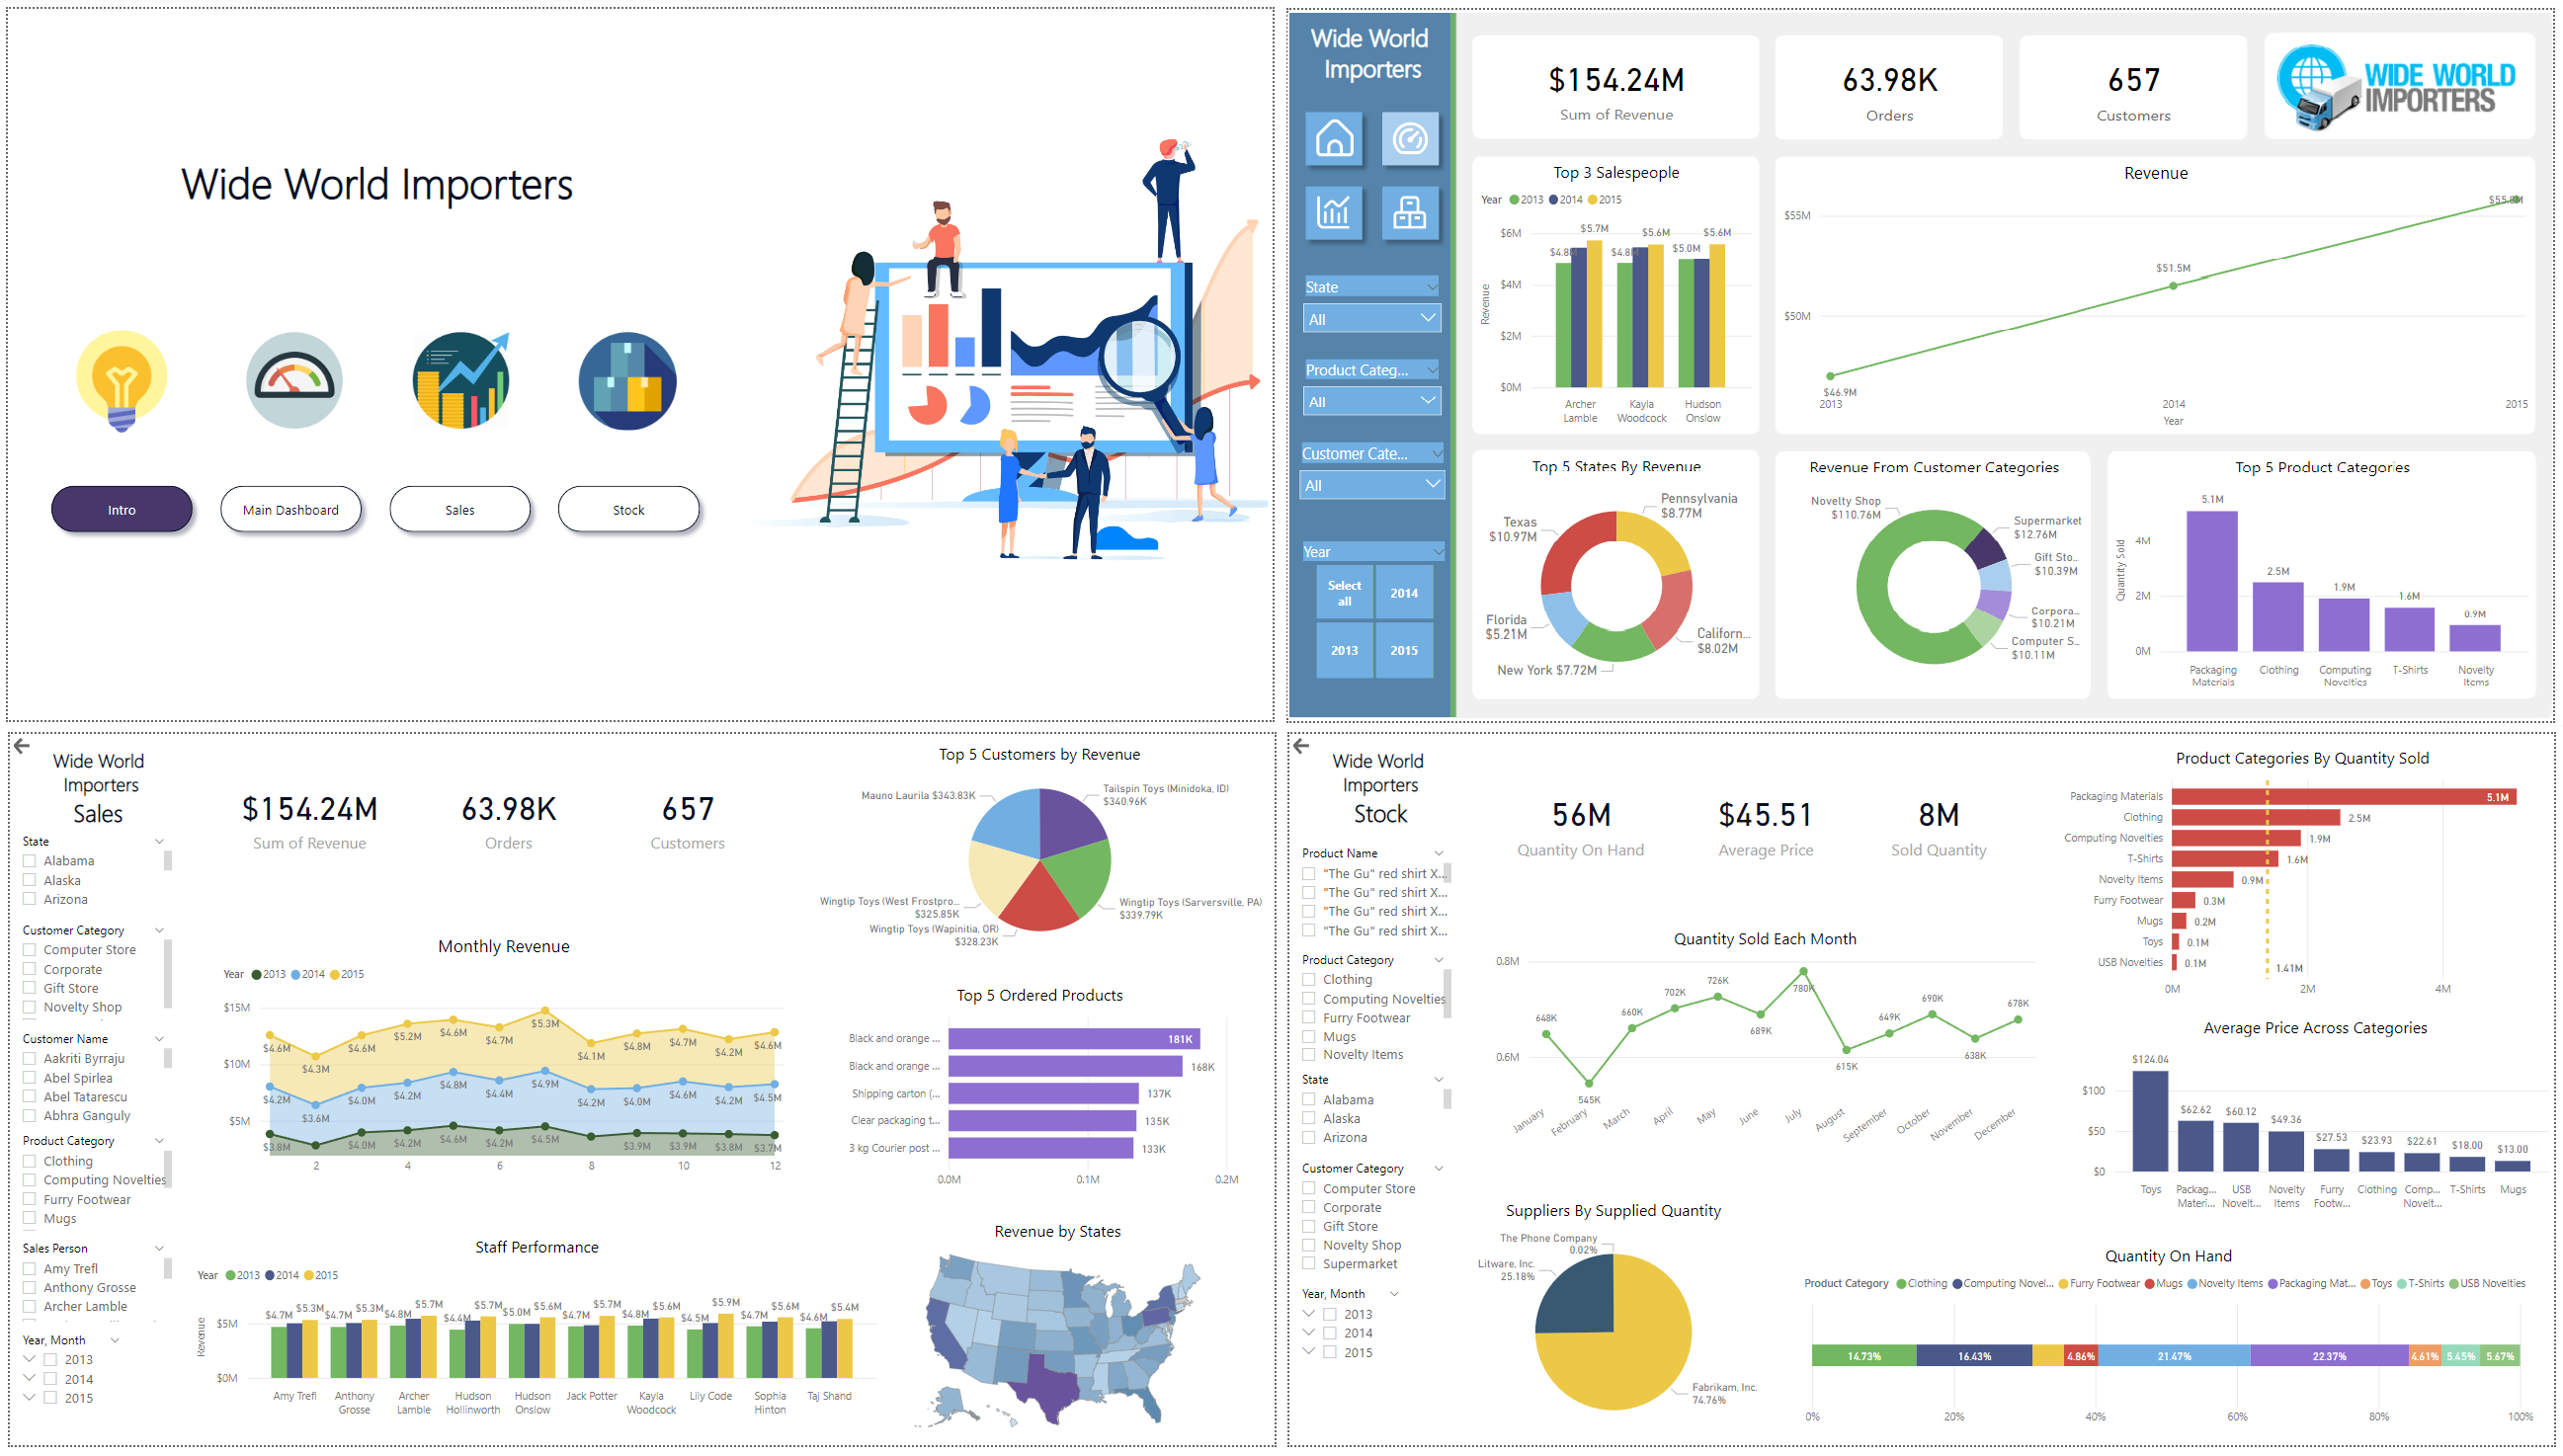 Wide World Importers
Intro
Main Dashboard
Sales
Stock
Wide World
Importers
State
All
Product Categ...
All
Customer Cate...
All
Year
Select
all
2014
2013
2015
$154.24M
Sum of Revenue
63.98K
Orders
657
Customers
WIDE WORLD
IMPORTERS
Top 3 Salespeople
Year 2013 2014 2015
Revenue
$6M
$4M
$2M
$0M
$4.8M
$5.7M
$4.8M
$5.6M
$5.0M
$5.6M
Archer
Lamble
Kayla
Woodcock
Hudson
Onslow
Revenue
$55M
$50M
$46.9M
$51.5M
$55.8M
2013
2014
2015
Year
Top 5 States By Revenue
Pennsylvania
$8.77M
Californ...
$8.02M
New York $7.72M
Florida
$5.21M
Texas
$10.97M
Revenue From Customer Categories
Novelty Shop
$110.76M
Supermarket
$12.76M
Gift Sto...
$10.39M
Corpora...
$10.21M
Computer S...
$10.11M
Top 5 Product Categories
Quantity Sold
4M
2M
0M
5.1M
2.5M
1.9M
1.6M
0.9M
Packaging
Materials
Clothing
Computing
Novelties
T-Shirts
Novelty
Items
Wide World
Importers
Sales
State
Alabama
Alaska
Arizona
Customer Category
Computer Store
Corporate
Gift Store
Novelty Shop
Customer Name
Aakriti Byrraju
Abel Spirlea
Abel Tatarescu
Abhra Ganguly
Product Category
Clothing
Computing Novelties
Furry Footwear
Mugs
Sales Person
Amy Trefl
Anthony Grosse
Archer Lamble
Year, Month
2013
2014
2015
$154.24M
Sum of Revenue
63.98K
Orders
657
Customers
Monthly Revenue
Year 2013 2014 2015
$15M
$10M
$5M
$4.6M
$4.3M
$4.6M
$5.2M
$4.6M
$4.7M
$5.3M
$4.1M
$4.8M
$4.7M
$4.2M
$4.6M
$4.2M
$3.6M
$4.0M
$4.2M
$4.8M
$4.4M
$4.9M
$4.2M
$4.0M
$4.6M
$4.2M
$4.5M
$3.8M
$4.0M
$4.2M
$4.6M
$4.2M
$4.5M
$3.9M
$3.9M
$3.8M
$3.7M
2
4
6
8
10
12
Staff Performance
Year 2013 2014 2015
Revenue
$5M
$0M
$4.7M
$5.3M
$4.7M
$5.3M
$4.8M
$5.7M
$4.4M
$5.7M
$5.0M
$5.6M
$4.7M
$5.7M
$4.8M
$5.6M
$4.5M
$5.9M
$4.7M
$5.6M
$4.6M
$5.4M
Amy Trefl
Anthony
Grosse
Archer
Lamble
Hudson
Hollinworth
Hudson
Onslow
Jack Potter
Kayla
Woodcock
Lily Code
Sophia
Hinton
Taj Shand
Top 5 Customers by Revenue
Mauno Laurila $343.83K
Tailspin Toys (Minidoka, ID)
$340.96K
Wingtip Toys (Sarversville, PA)
$339.79K
Wingtip Toys (Wapinitia, OR)
$328.23K
Wingtip Toys (West Frostpro...
$325.85K
Top 5 Ordered Products
Black and orange ...
181K
Black and orange ...
168K
Shipping carton (...
137K
Clear packaging t...
135K
3 kg Courier post ...
133K
0.0M
0.1M
0.2M
Revenue by States
Wide World
Importers
Stock
Product Name
"The Gu" red shirt X...
"The Gu" red shirt X...
"The Gu" red shirt X...
"The Gu" red shirt X...
Product Category
Clothing
Computing Novelties
Furry Footwear
Mugs
Novelty Items
State
Alabama
Alaska
Arizona
Customer Category
Computer Store
Corporate
Gift Store
Novelty Shop
Supermarket
Year, Month
2013
2014
2015
56M
Quantity On Hand
$45.51
Average Price
8M
Sold Quantity
Quantity Sold Each Month
0.8M
0.6M
648K
545K
660K
702K
726K
689K
780K
615K
649K
690K
638K
678K
January
February
March
April
May
June
July
August
September
October
November
December
Suppliers By Supplied Quantity
The Phone Company
0.02%
Litware, Inc.
25.18%
Fabrikam, Inc.
74.76%
Product Categories By Quantity Sold
Packaging Materials
5.1M
Clothing
2.5M
Computing Novelties
1.9M
T-Shirts
1.6M
Novelty Items
0.9M
Furry Footwear
0.3M
Mugs
0.2M
Toys
0.1M
USB Novelties
0.1M
1.41M
0M
2M
4M
Average Price Across Categories
$100
$50
$0
$124.04
$62.62
$60.12
$49.36
$27.53
$23.93
$22.61
$18.00
$13.00
Toys
Packag...
Materi...
USB
Novelt...
Novelty
Items
Furry
Footw...
Clothing
Comp...
Novelt...
T-Shirts
Mugs
Quantity On Hand
Product Category Clothing Computing Novel... Furry Footwear Mugs Novelty Items Packaging Mat... Toys T-Shirts USB Novelties
14.73%
16.43%
4.86%
21.47%
22.37%
4.61%
5.45%
5.67%
0%
20%
40%
60%
80%
100%